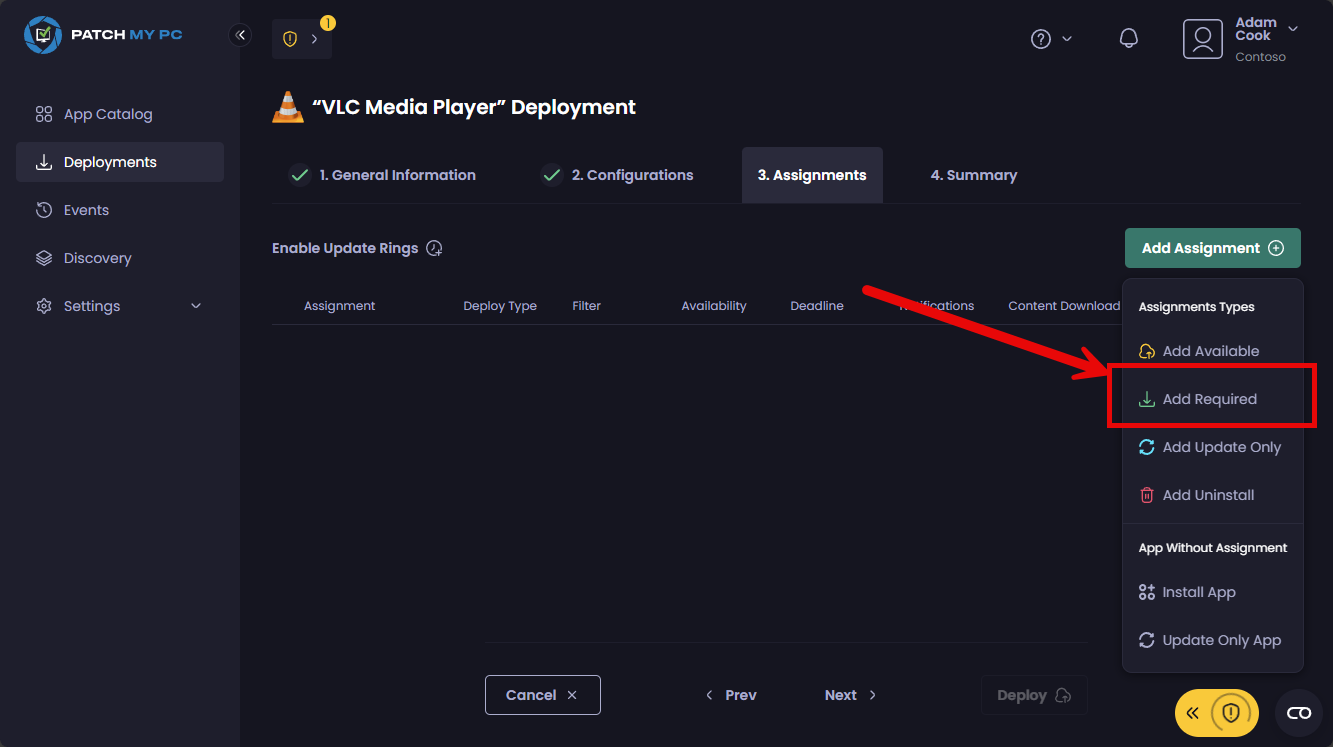 PATCH MY PC
1
Adam
Cook
Contoso
App Catalog
Deployments
Events
Discovery
Settings
“VLC Media Player” Deployment
1. General Information
2. Configurations
3. Assignments
4. Summary
Enable Update Rings
Add Assignment
Assignment
Deploy Type
Filter
Availability
Deadline
Notifications
Content Download
Assignments Types
Add Available
Add Required
Add Update Only
Add Uninstall
App Without Assignment
Install App
Update Only App
Cancel
Prev
Next
Deploy